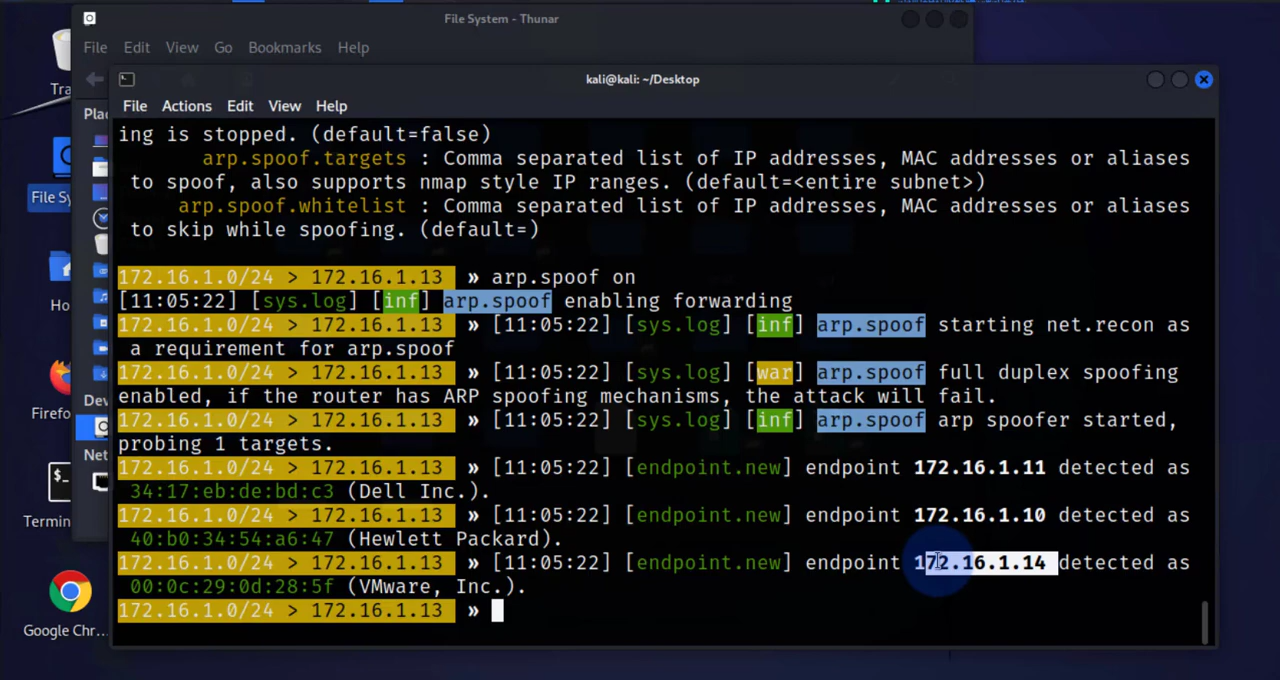 File System - Thunar
File Edit View Go Bookmarks Help
kali@kali: ~/Desktop
File Actions Edit View Help
ing is stopped. (default=false)
arp.spoof.targets : Comma separated list of IP addresses, MAC addresses or aliases
to spoof, also supports nmap style IP ranges. (default=<entire subnet>)
arp.spoof.whitelist : Comma separated list of IP addresses, MAC addresses or aliases
to skip while spoofing. (default=)
172.16.1.0/24 > 172.16.1.13 » arp.spoof on
[11:05:22] [sys.log] [inf] arp.spoof enabling forwarding
172.16.1.0/24 > 172.16.1.13 » [11:05:22] [sys.log] [inf] arp.spoof starting net.recon as
a requirement for arp.spoof
172.16.1.0/24 > 172.16.1.13 » [11:05:22] [sys.log] [war] arp.spoof full duplex spoofing
enabled, if the router has ARP spoofing mechanisms, the attack will fail.
172.16.1.0/24 > 172.16.1.13 » [11:05:22] [sys.log] [inf] arp.spoof arp spoofer started,
probing 1 targets.
172.16.1.0/24 > 172.16.1.13 » [11:05:22] [endpoint.new] endpoint 172.16.1.11 detected as
34:17:eb:de:bd:c3 (Dell Inc.).
172.16.1.0/24 > 172.16.1.13 » [11:05:22] [endpoint.new] endpoint 172.16.1.10 detected as
40:b0:34:54:a6:47 (Hewlett Packard).
172.16.1.0/24 > 172.16.1.13 » [11:05:22] [endpoint.new] endpoint 172.16.1.14 detected as
00:0c:29:0d:28:5f (VMware, Inc.).
172.16.1.0/24 > 172.16.1.13 »
Tra
Plac
File Sy
Ho
Firefo
Dev
Net
Termin
Google Chr...